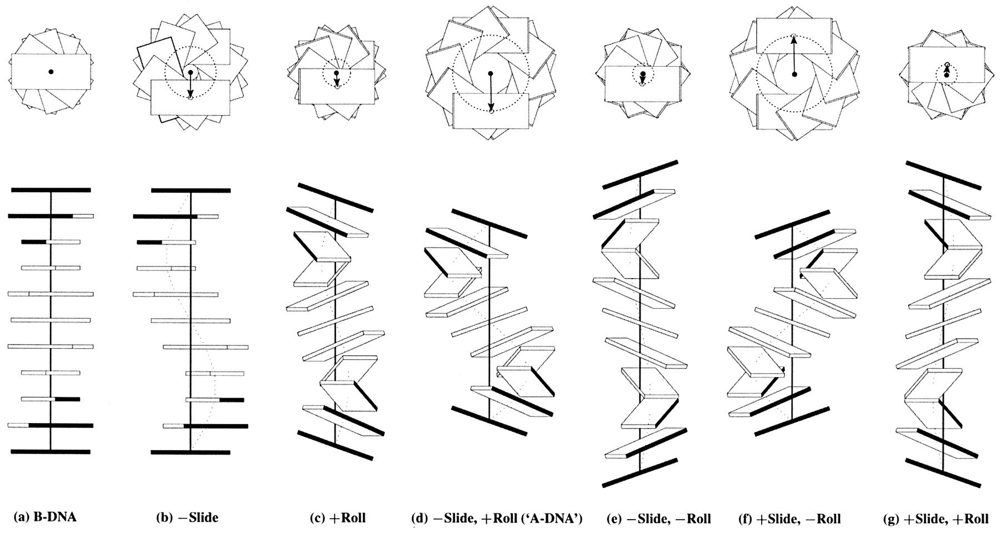 (a) B-DNA (b) −Slide (c) +Roll (d) −Slide, +Roll (‘A-DNA’) (e) −Slide, −Roll (f) +Slide, −Roll (g) +Slide, +Roll